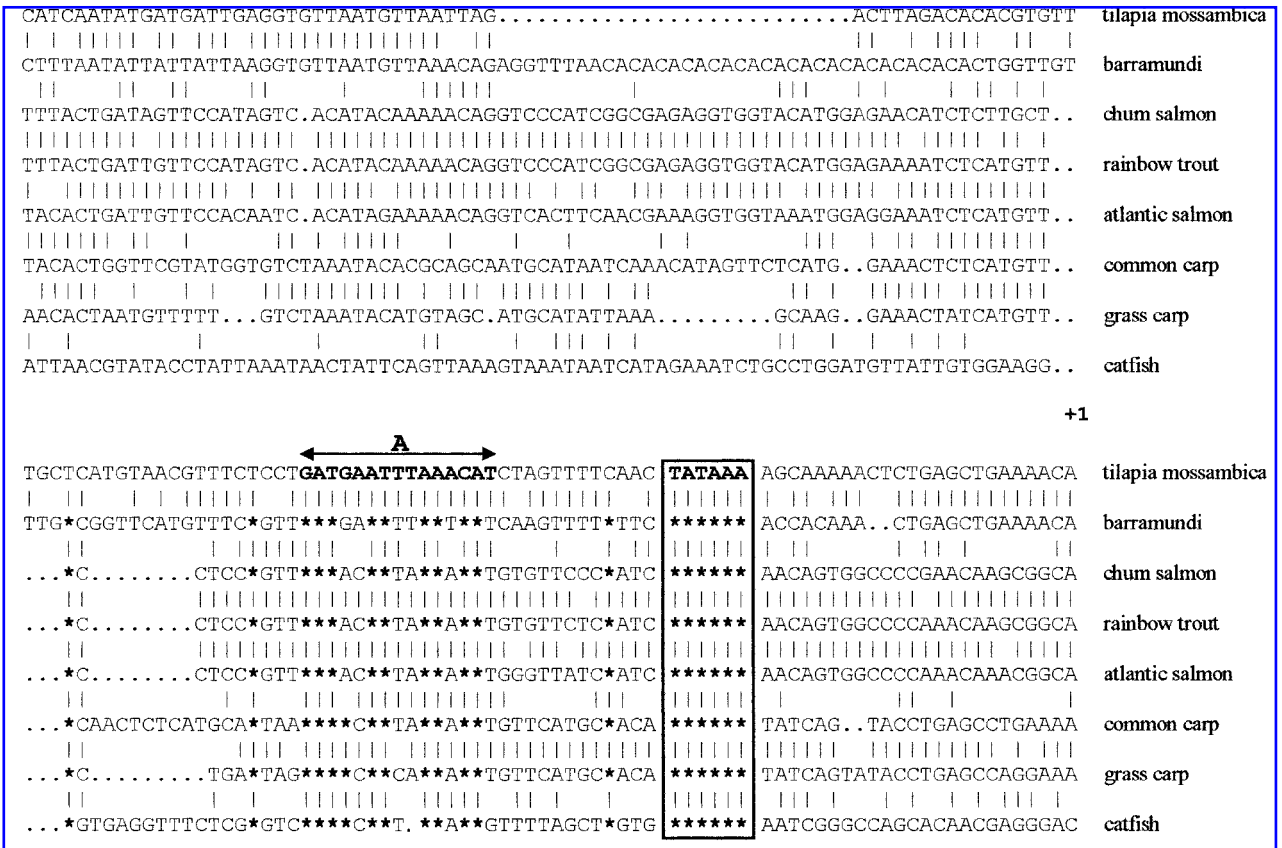 CATCAATATGATGATTGAGGTGTTAATGTTAATTAG...........................ACTTAGACACACGTGTT tilapia mossambica
CTTTAATATTATTATTAAGGTGTTAATGTTAAACAGAGGTTTAACACACACACACACACACACACACACACACTGGTTGT barramundi
TTTACTGATAGTTCCATAGTC.ACATACAAAAACAGGTCCCATCGGCGAGAGGTGGTACATGGAGAACATCTCTTGCT.. chum salmon
TTTACTGATTGTTCCATAGTC.ACATACAAAAACAGGTCCCATCGGCGAGAGGTGGTACATGGAGAAAATCTCATGTT.. rainbow trout
TACACTGATTGTTCCACAATC.ACATAGAAAAACAGGTCACTTCAACGAAAGGTGGTAAATGGAGGAAATCTCATGTT.. atlantic salmon
TACACTGGTTCGTATGGTGTCTAAATACACGCAGCAATGCATAATCAAACATAGTTCTCATG..GAAACTCTCATGTT.. common carp
AACACTAATGTTTTT...GTCTAAATACATGTAGC.ATGCATATTAAA.........GCAAG..GAAACTATCATGTT.. grass carp
ATTAACGTATACCTATTAAATAACTATTCAGTTAAAGTAAATAATCATAGAAATCTGCCTGGATGTTATTGTGGAAGG.. catfish
+1
A
TGCTCATGTAACGTTTCTCCTGATGAATTTAAACATCTAGTTTTCAAC TATAAA AGCAAAAACTCTGAGCTGAAAACA tilapia mossambica
TTG*CGGTTCATGTTTC*GTT***GA**TT**T**TCAAGTTTT*TTC ****** ACCACAAA..CTGAGCTGAAAACA barramundi
...*C........CTCC*GTT***AC**TA**A**TGTGTTCCC*ATC ****** AACAGTGGCCCCGAACAAGCGGCA chum salmon
...*C........CTCC*GTT***AC**TA**A**TGTGTTCTC*ATC ****** AACAGTGGCCCCAAACAAGCGGCA rainbow trout
...*C........CTCC*GTT***AC**TA**A**TGGGTTATC*ATC ****** AACAGTGGCCCCAAACAAACGGCA atlantic salmon
...*CAACTCTCATGCA*TAA****C**TA**A**TGTTCATGC*ACA ****** TATCAG..TACCTGAGCCTGAAAA common carp
...*C.........TGA*TAG****C**CA**A**TGTTCATGC*ACA ****** TATCAGTATACCTGAGCCAGGAAA grass carp
...*GTGAGGTTTCTCG*GTC****C**T.**A**GTTTTAGCT*GTG ****** AATCGGGCCAGCACAACGAGGGAC catfish